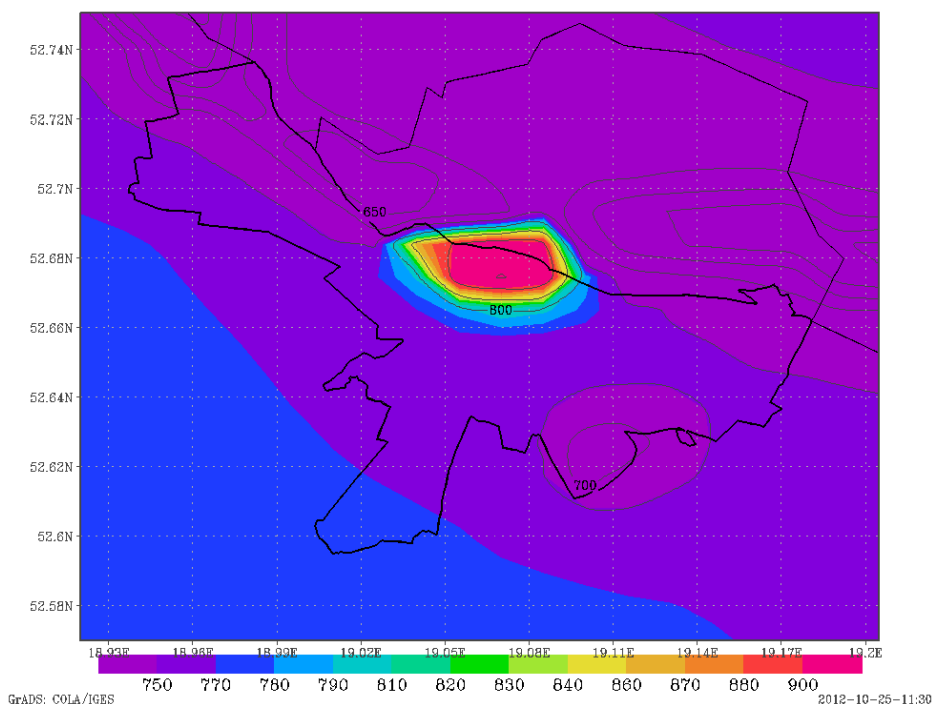 52.74N
52.72N
52.7N
650
52.68N
800
52.66N
52.64N
52.62N
700
52.6N
52.58N
18.93E 18.96E 18.99E 19.02E 19.05E 19.08E 19.11E 19.14E 19.17E 19.2E
750 770 780 790 810 820 830 840 860 870 880 900
GrADS: COLA/IGES 2012-10-25-11:30